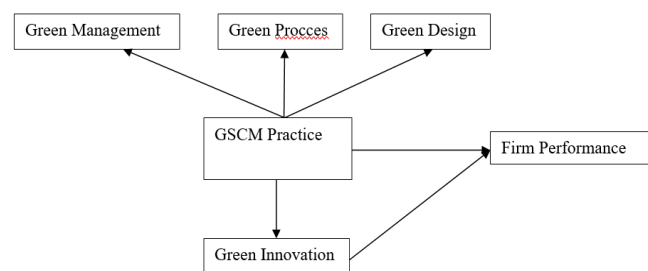 Green Management
Green Procces
Green Design
GSCM Practice
Firm Performance
Green Innovation